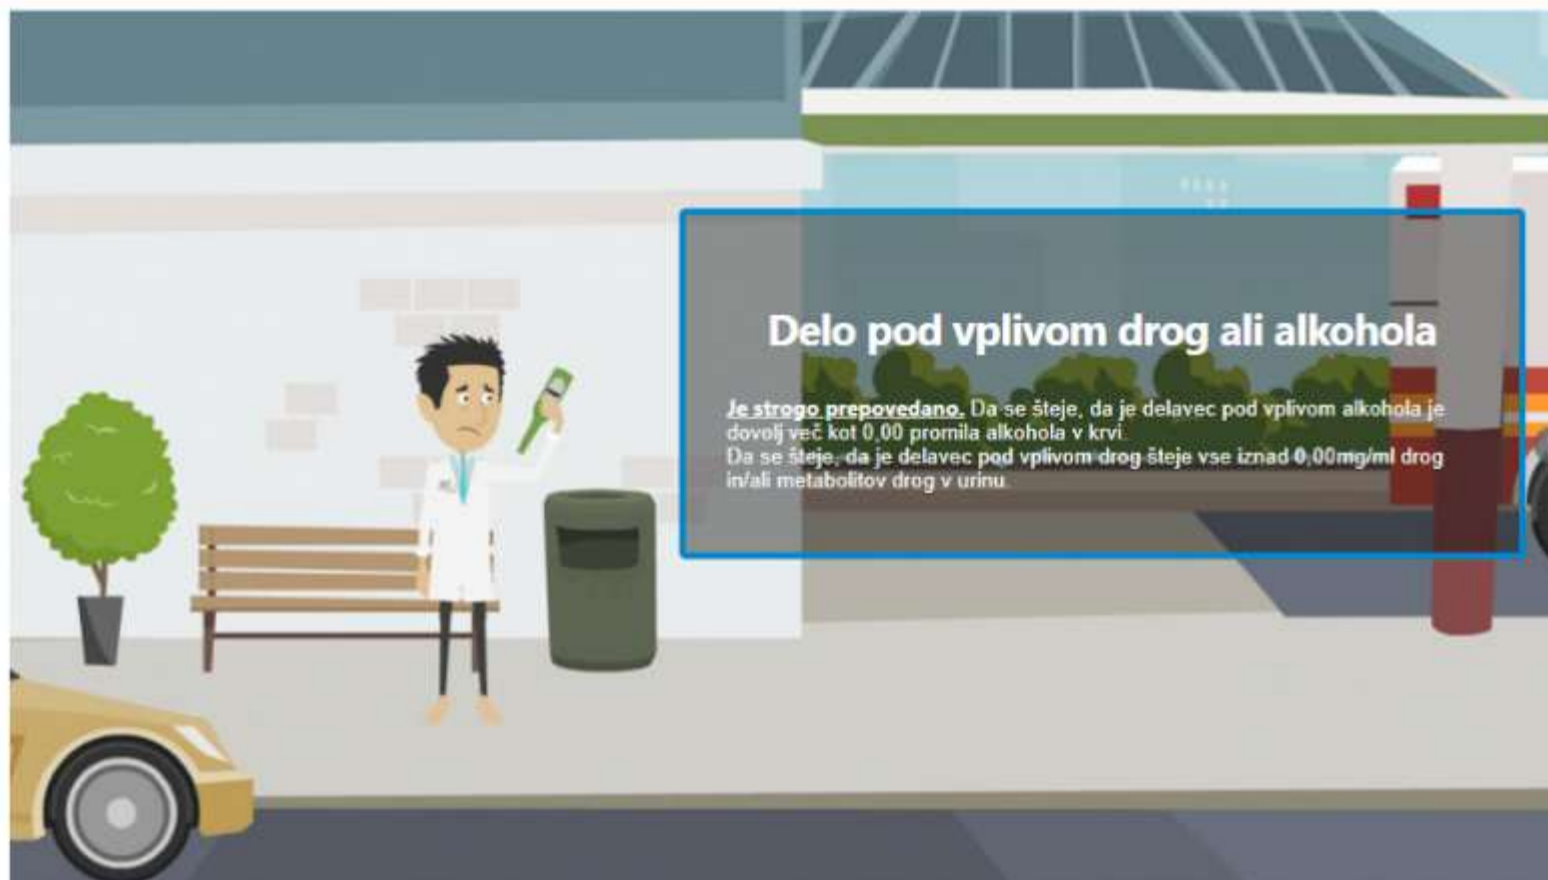 Delo pod vplivom drog ali alkohola
Je strogo prepovedano. Da se šteje, da je delavec pod vplivom alkohola je
dovolj več kot 0,00 promila alkohola v krvi.
Da se šteje, da je delavec pod vplivom drog šteje vse iznad 0,00mg/ml drog
in/ali metabolitov drog v urinu.